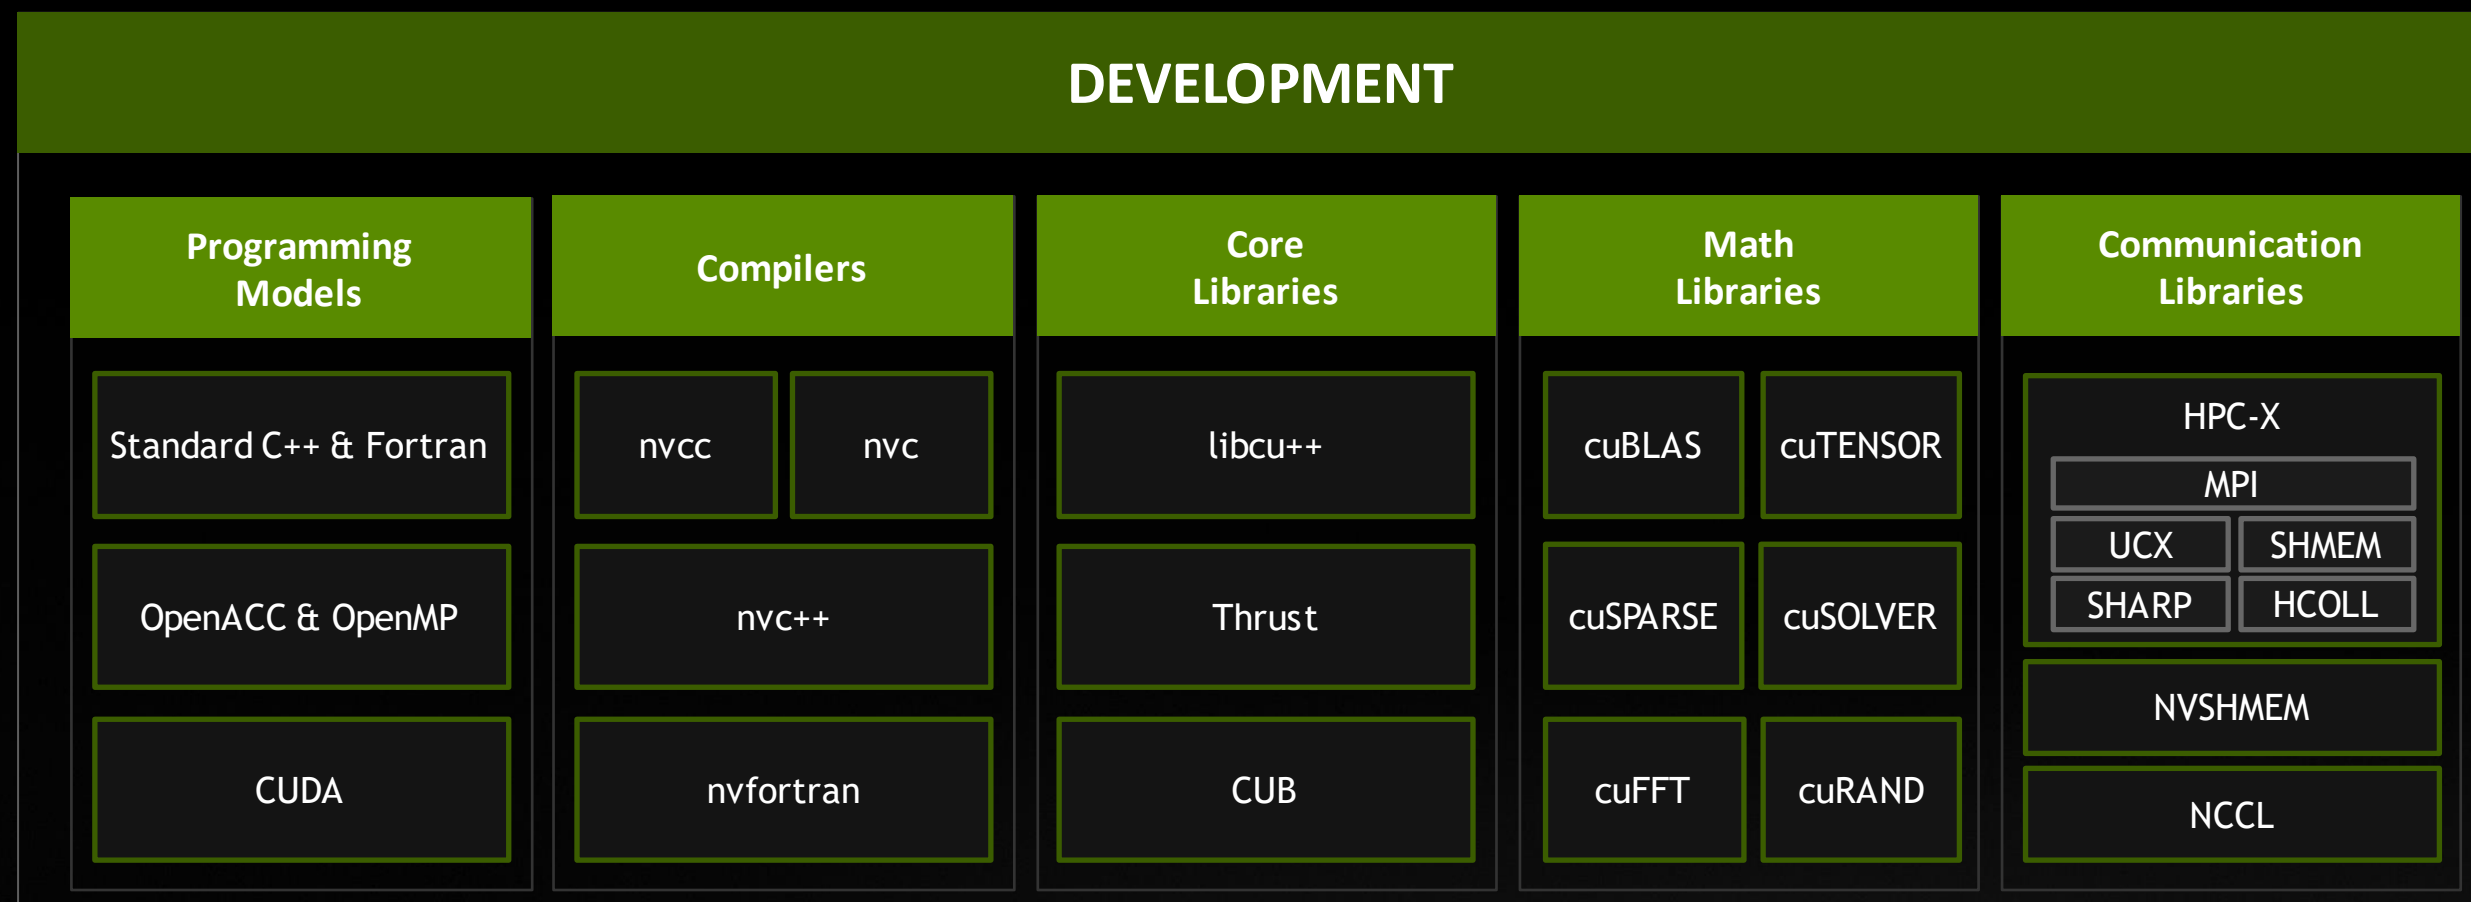 DEVELOPMENT
Programming
Models
Standard C++ & Fortran
OpenACC & OpenMP
CUDA
Compilers
nvcc
nvc
nvc++
nvfortran
Core
Libraries
libcu++
Thrust
CUB
Math
Libraries
cuBLAS
cuTENSOR
cuSPARSE
cuSOLVER
cuFFT
cuRAND
Communication
Libraries
HPC-X
MPI
UCX
SHMEM
SHARP
HCOLL
NVSHMEM
NCCL